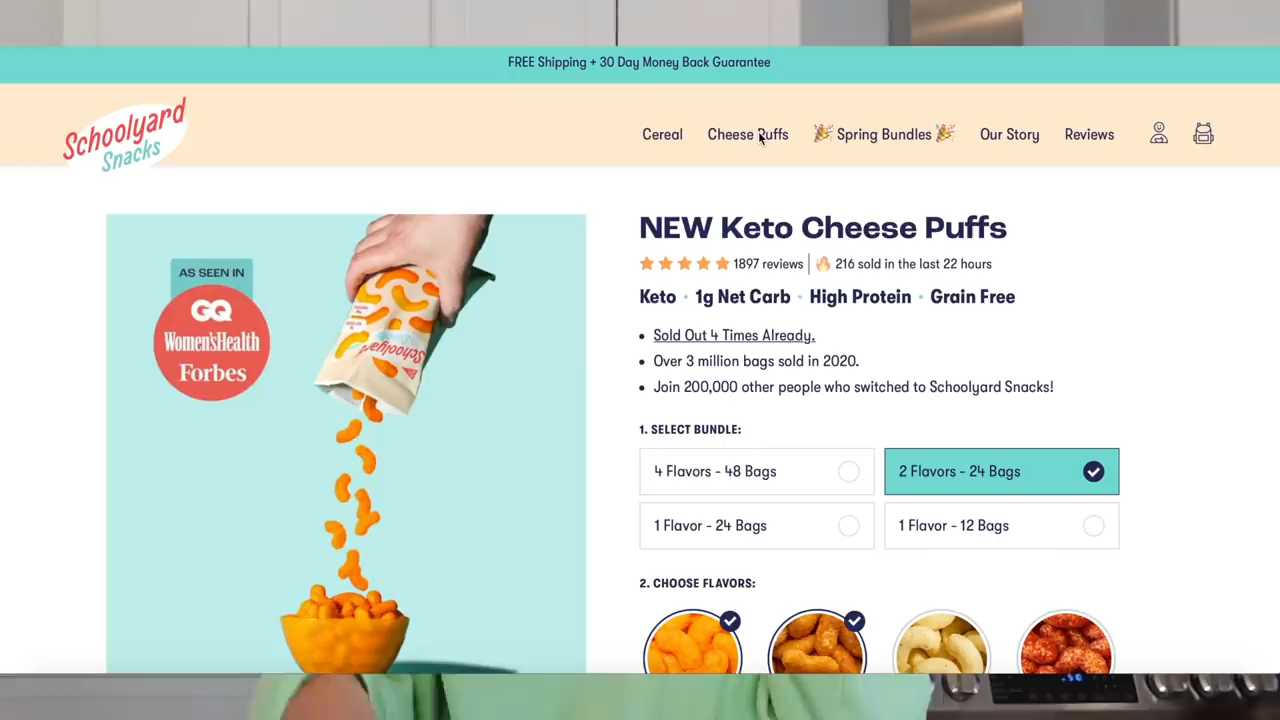 FREE Shipping + 30 Day Money Back Guarantee
Schoolyard
Snacks
Cereal
Cheese Puffs
🎉 Spring Bundles 🎉
Our Story
Reviews
AS SEEN IN
GQ
Women'sHealth
Forbes
Schoolyard
NEW Keto Cheese Puffs
1897 reviews
🔥 216 sold in the last 22 hours
Keto • 1g Net Carb • High Protein • Grain Free
• Sold Out 4 Times Already.
• Over 3 million bags sold in 2020.
• Join 200,000 other people who switched to Schoolyard Snacks!
1. SELECT BUNDLE:
4 Flavors - 48 Bags
2 Flavors - 24 Bags
1 Flavor - 24 Bags
1 Flavor - 12 Bags
2. CHOOSE FLAVORS: